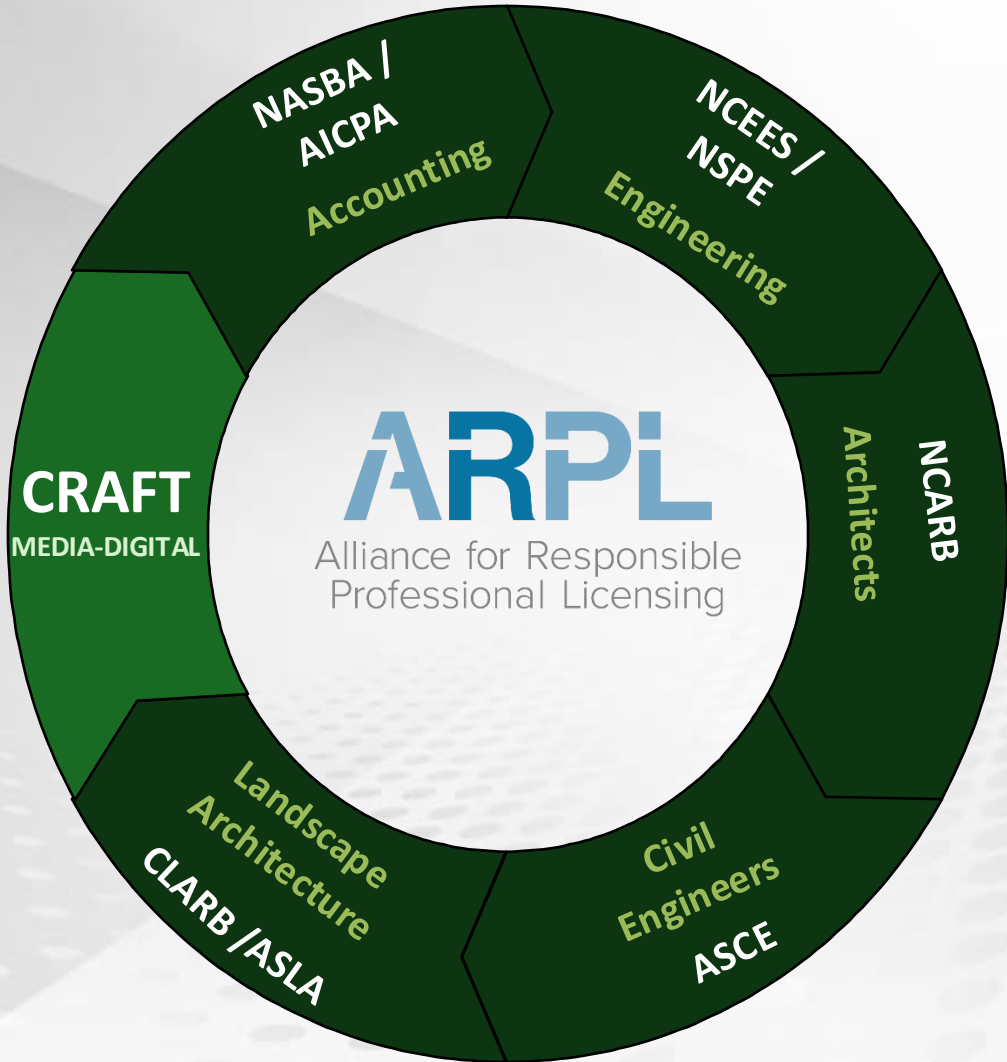 NASBA /
AICPA
Accounting
NCEES /
NSPE
Engineering
NCARB
Architects
Civil
Engineers
ASCE
Landscape
Architecture
CLARB /ASLA
CRAFT
MEDIA-DIGITAL
ARPL
Alliance for Responsible
Professional Licensing